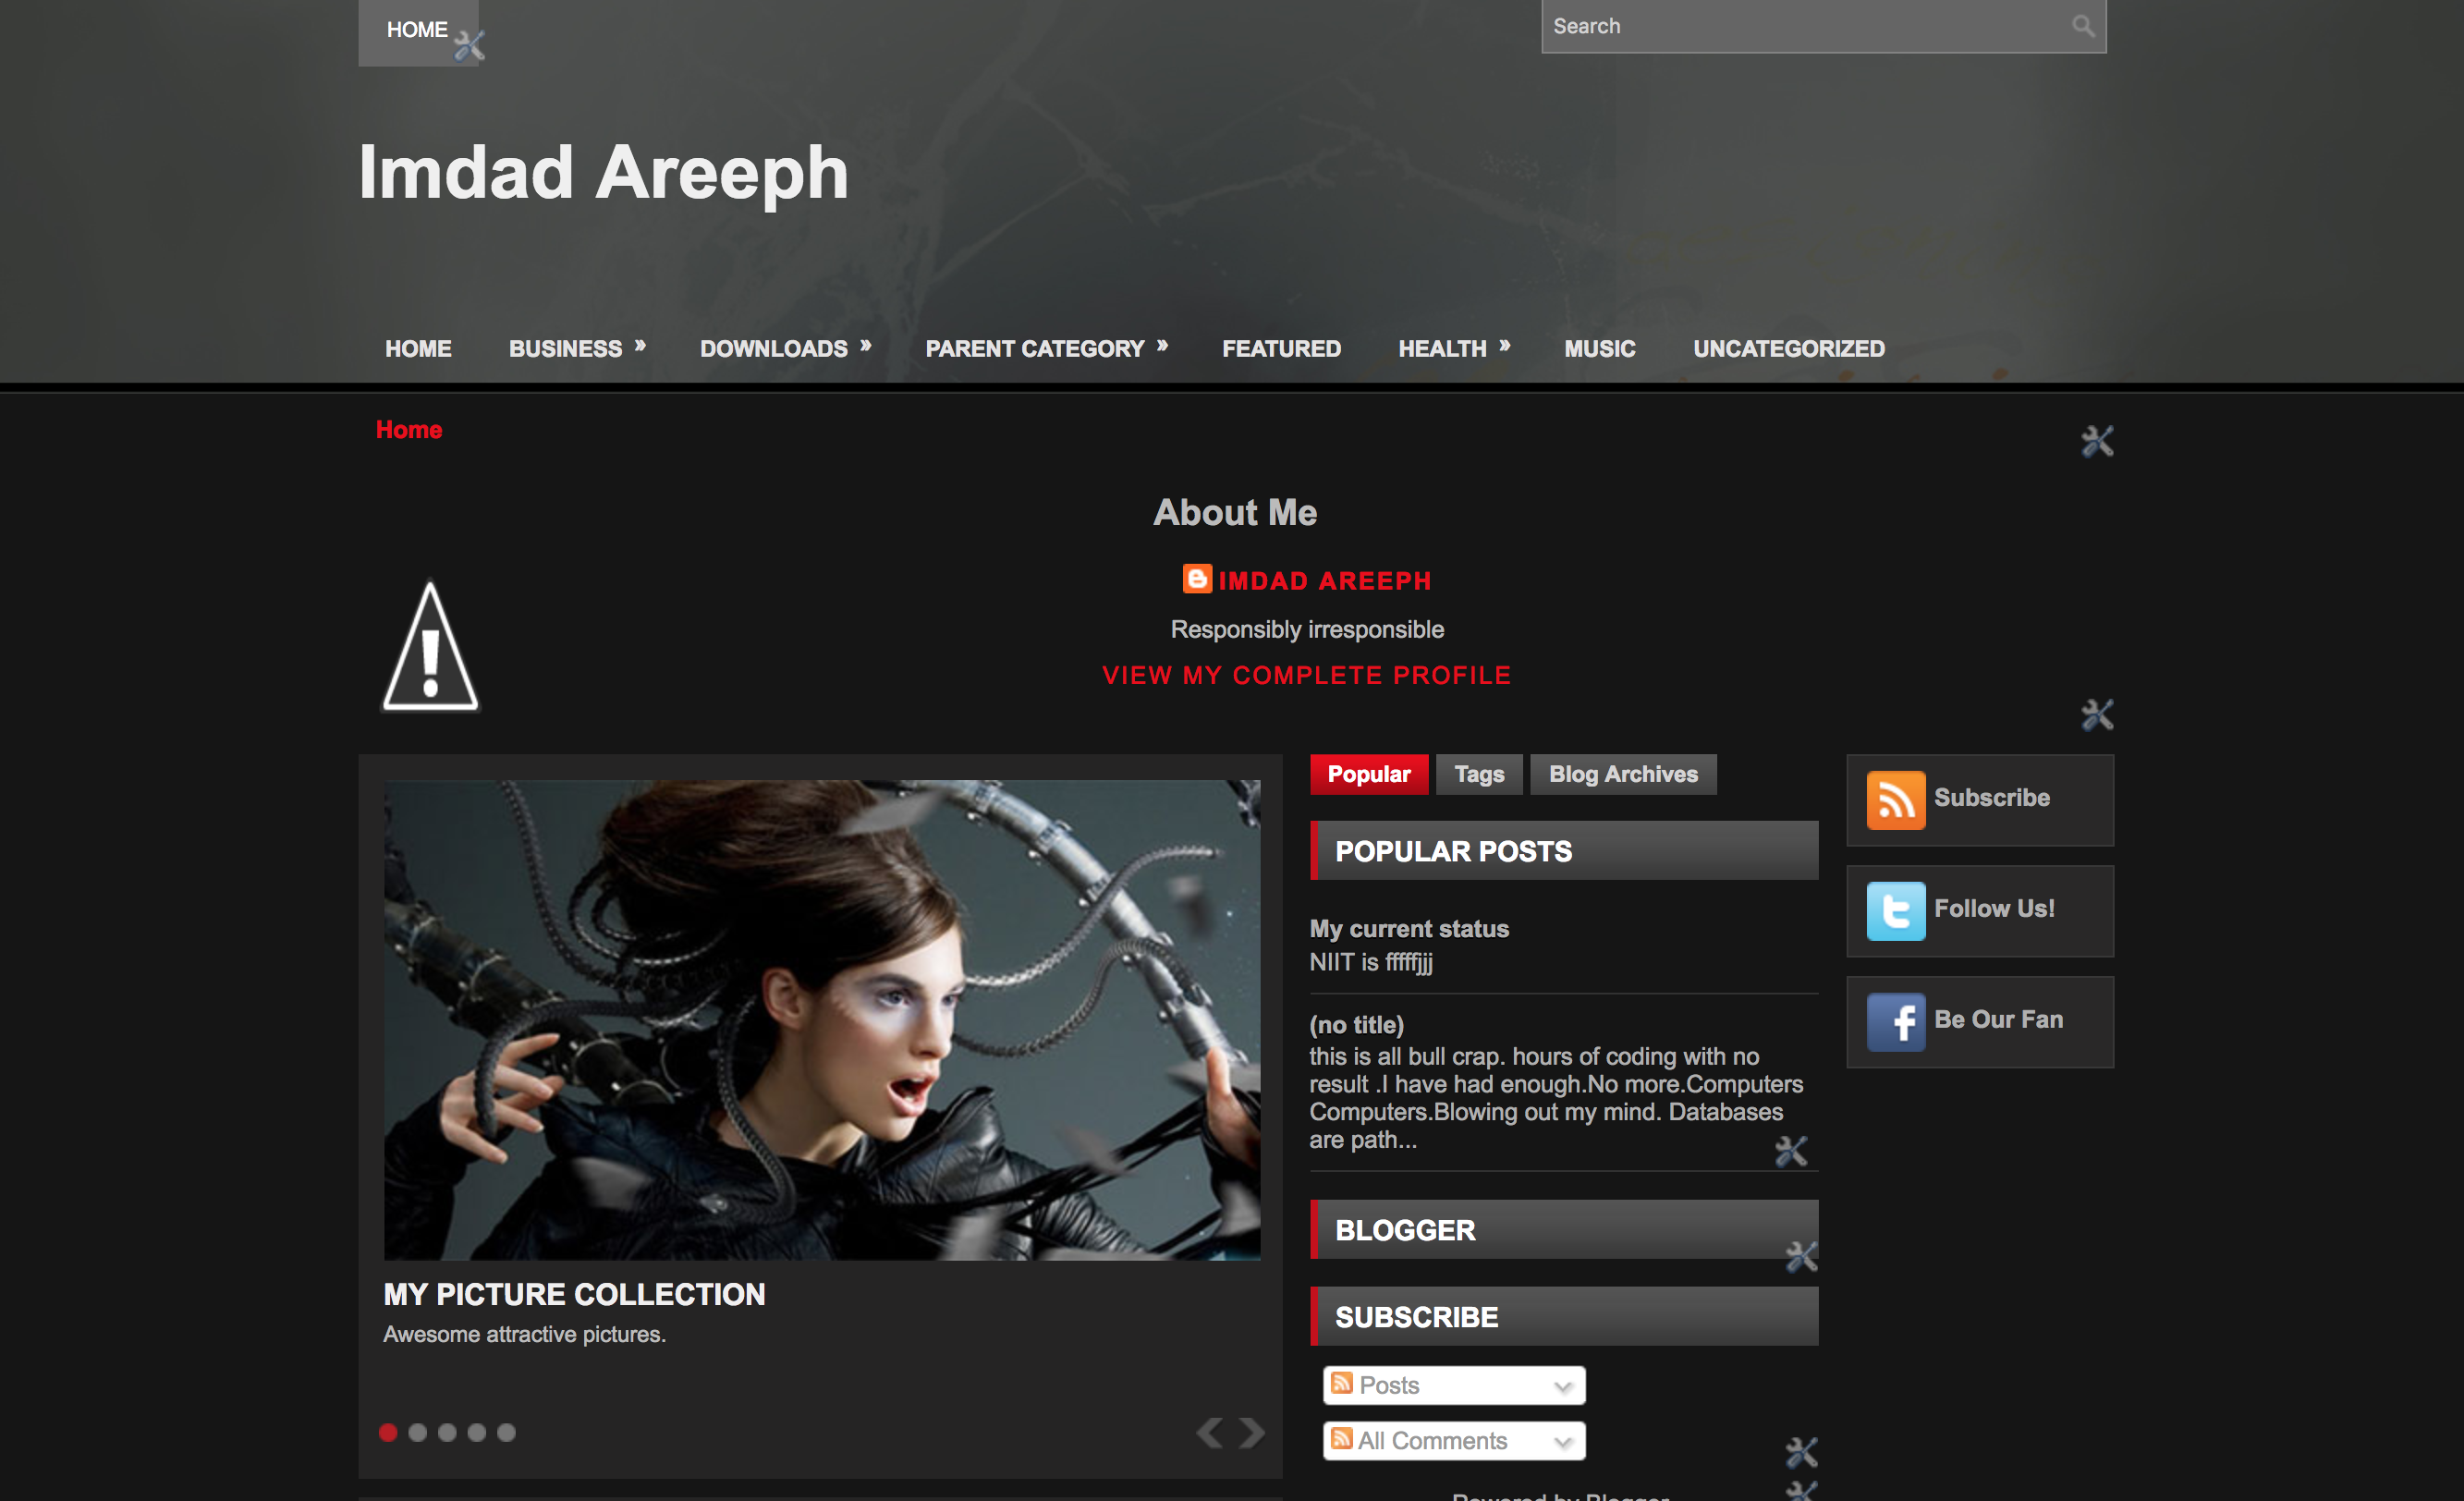 HOME
Search
Imdad Areeph
HOME BUSINESS » DOWNLOADS » PARENT CATEGORY » FEATURED HEALTH » MUSIC UNCATEGORIZED
Home
About Me
IMDAD AREEPH
Responsibly irresponsible
VIEW MY COMPLETE PROFILE
MY PICTURE COLLECTION
Awesome attractive pictures.
Popular Tags Blog Archives
POPULAR POSTS
My current status
NIIT is fffffjjj
(no title)
this is all bull crap. hours of coding with no
result .I have had enough.No more.Computers
Computers.Blowing out my mind. Databases
are path...
BLOGGER
SUBSCRIBE
Posts
All Comments
Powered by Blogger
Subscribe
Follow Us!
Be Our Fan